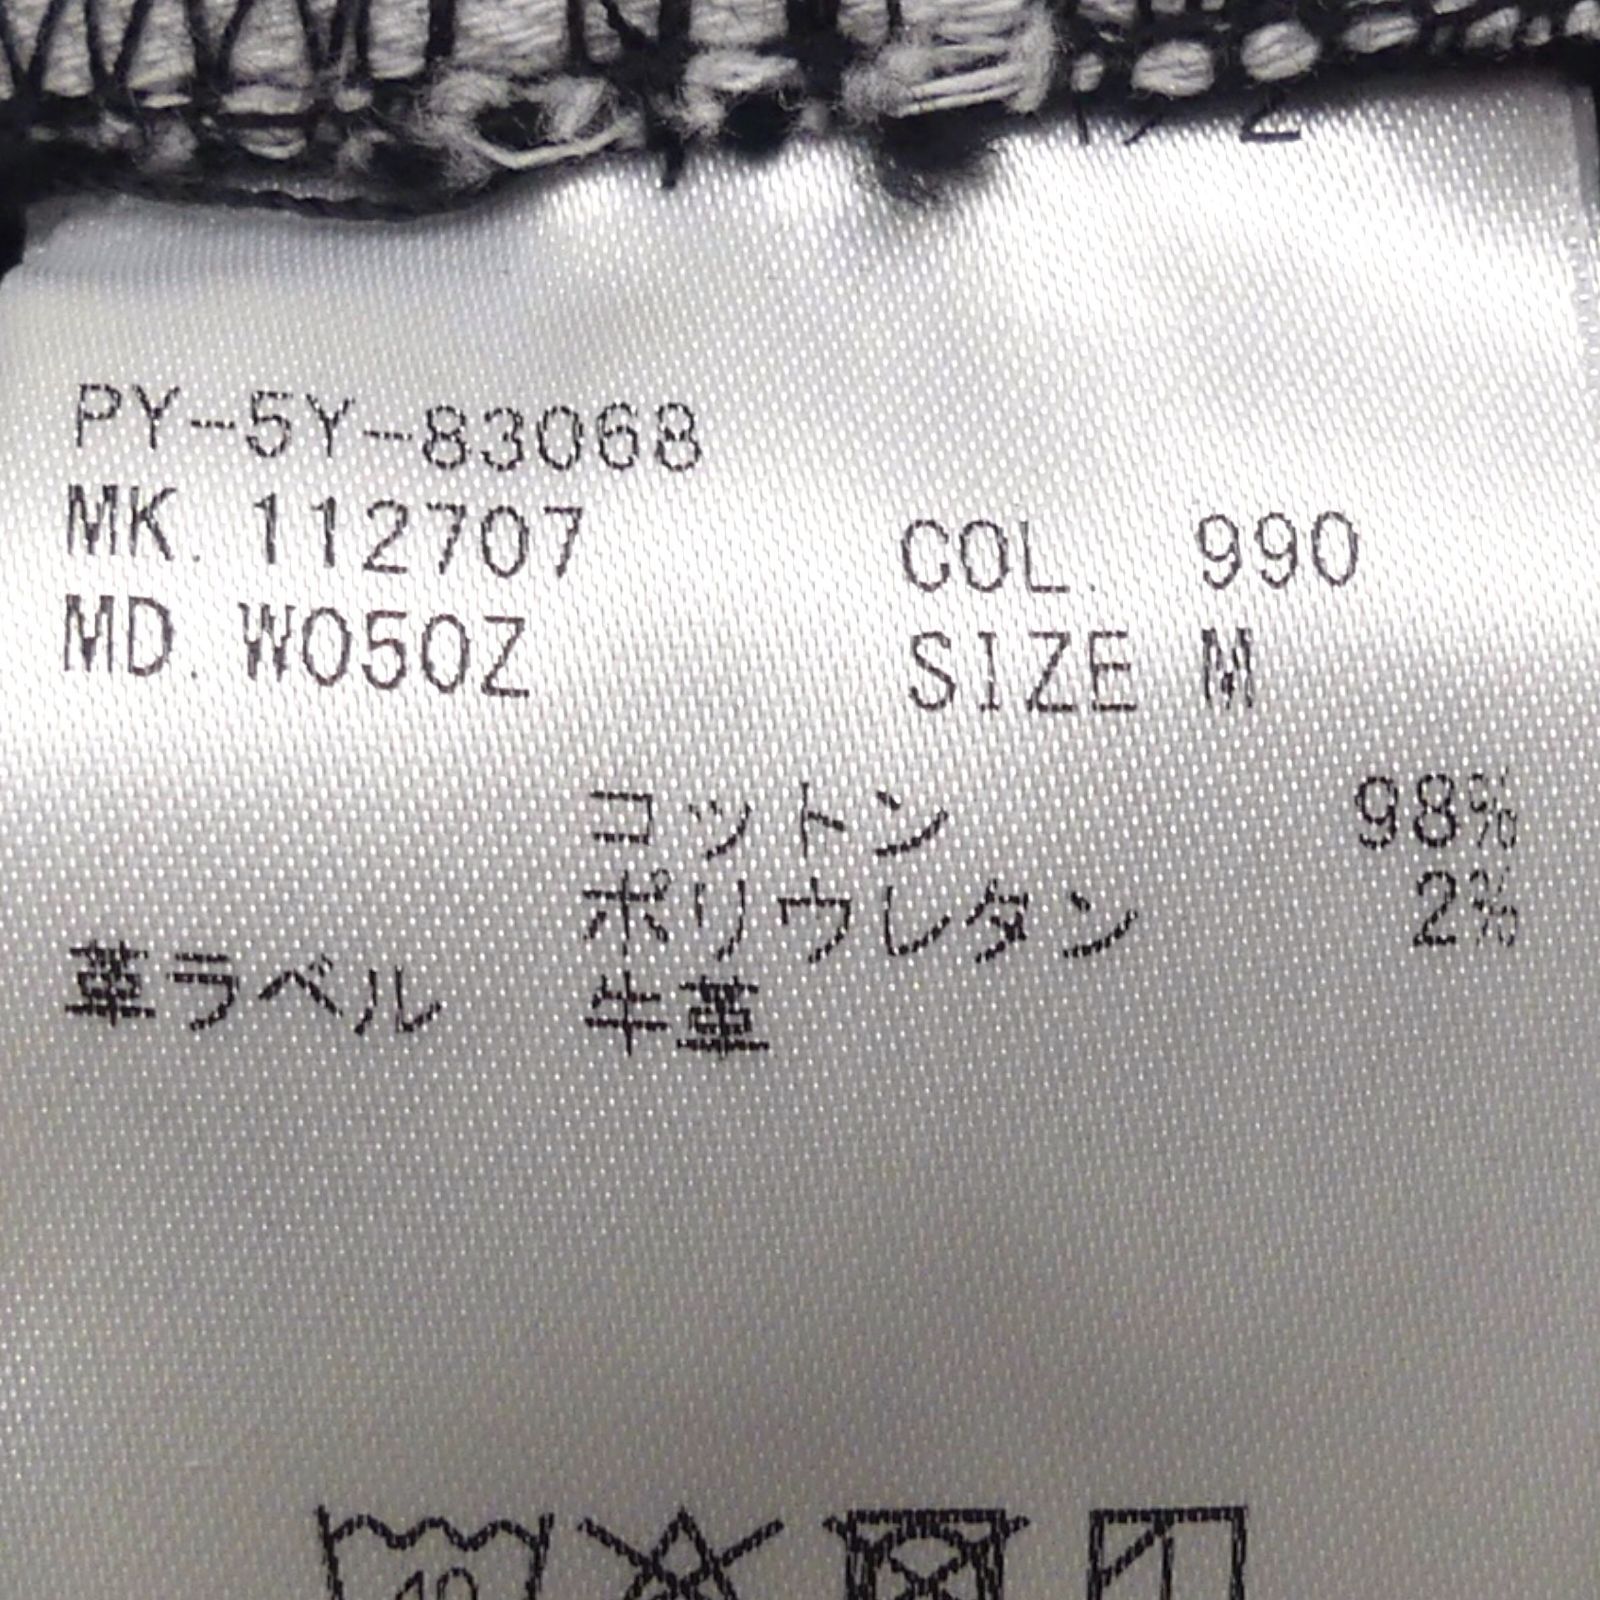 PY-5Y-83068
MK. 112707 COL. 990
MD. W050Z SIZE M
コットン 98%
ポリウレタン 2%
革ラベル 牛革
40